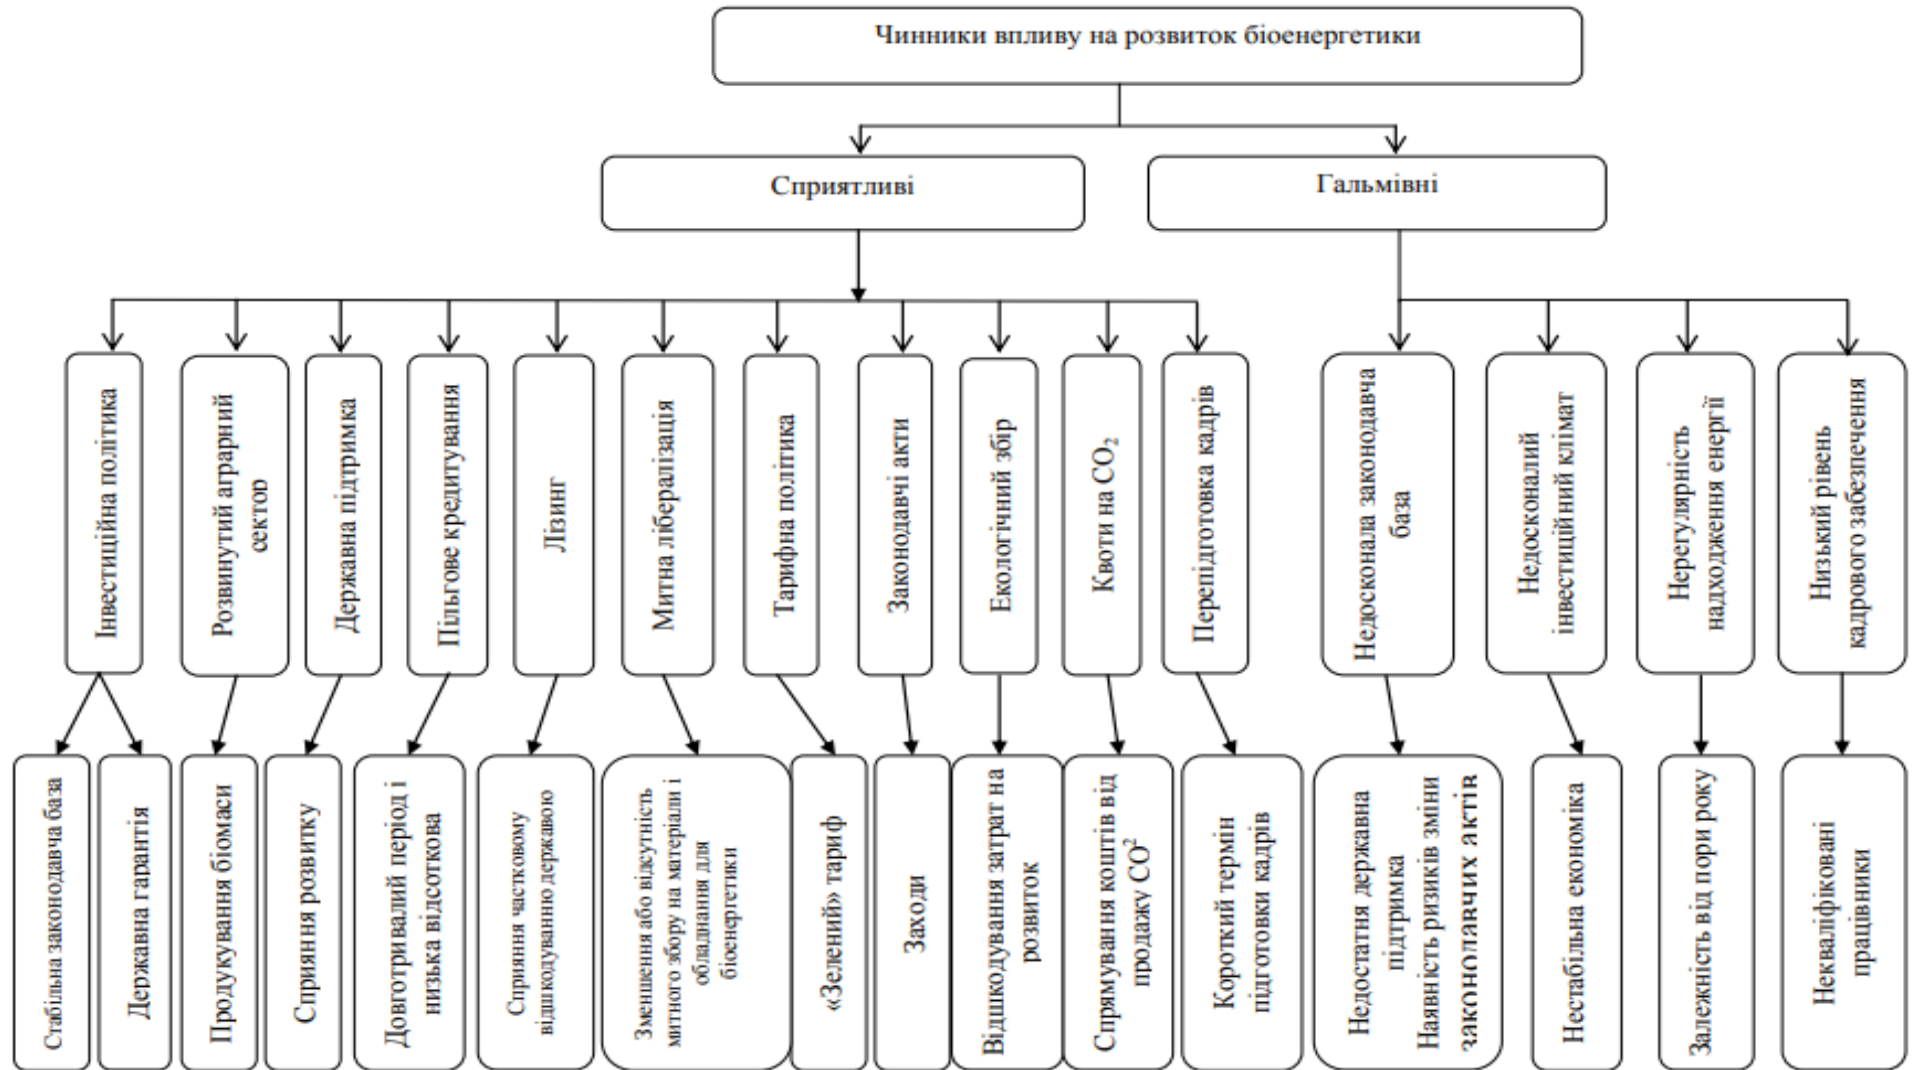 Чинники впливу на розвиток біоенергетики
Сприятливі
Гальмівні
Інвестиційна політика
Розвинутий аграрний
сектор
Державна підтримка
Пільгове кредитування
Лізинг
Митна лібералізація
Тарифна політика
Законодавчі акти
Екологічний збір
Квоти на CO₂
Перепідготовка кадрів
Недосконала законодавча
база
Недосконалий
інвестиційний клімат
Нерегулярність
надходження енергії
Низький рівень
кадрового забезпечення
Стабільна законодавча база
Державна гарантія
Продукування біомаси
Сприяння розвитку
Довготривалий період і
низька відсоткова
Сприяння частковому
відшкодуванню державою
Зменшення або відсутність
митного збору на матеріали і
обладнання для
біоенергетики
«Зелений» тариф
Заходи
Відшкодування затрат на
розвиток
Спрямування коштів від
продажу CO²
Короткий термін
підготовки кадрів
Недостатня державна
підтримка
Наявність ризиків зміни
законодавчих актів
Нестабільна економіка
Залежність від пори року
Некваліфіковані
працівники